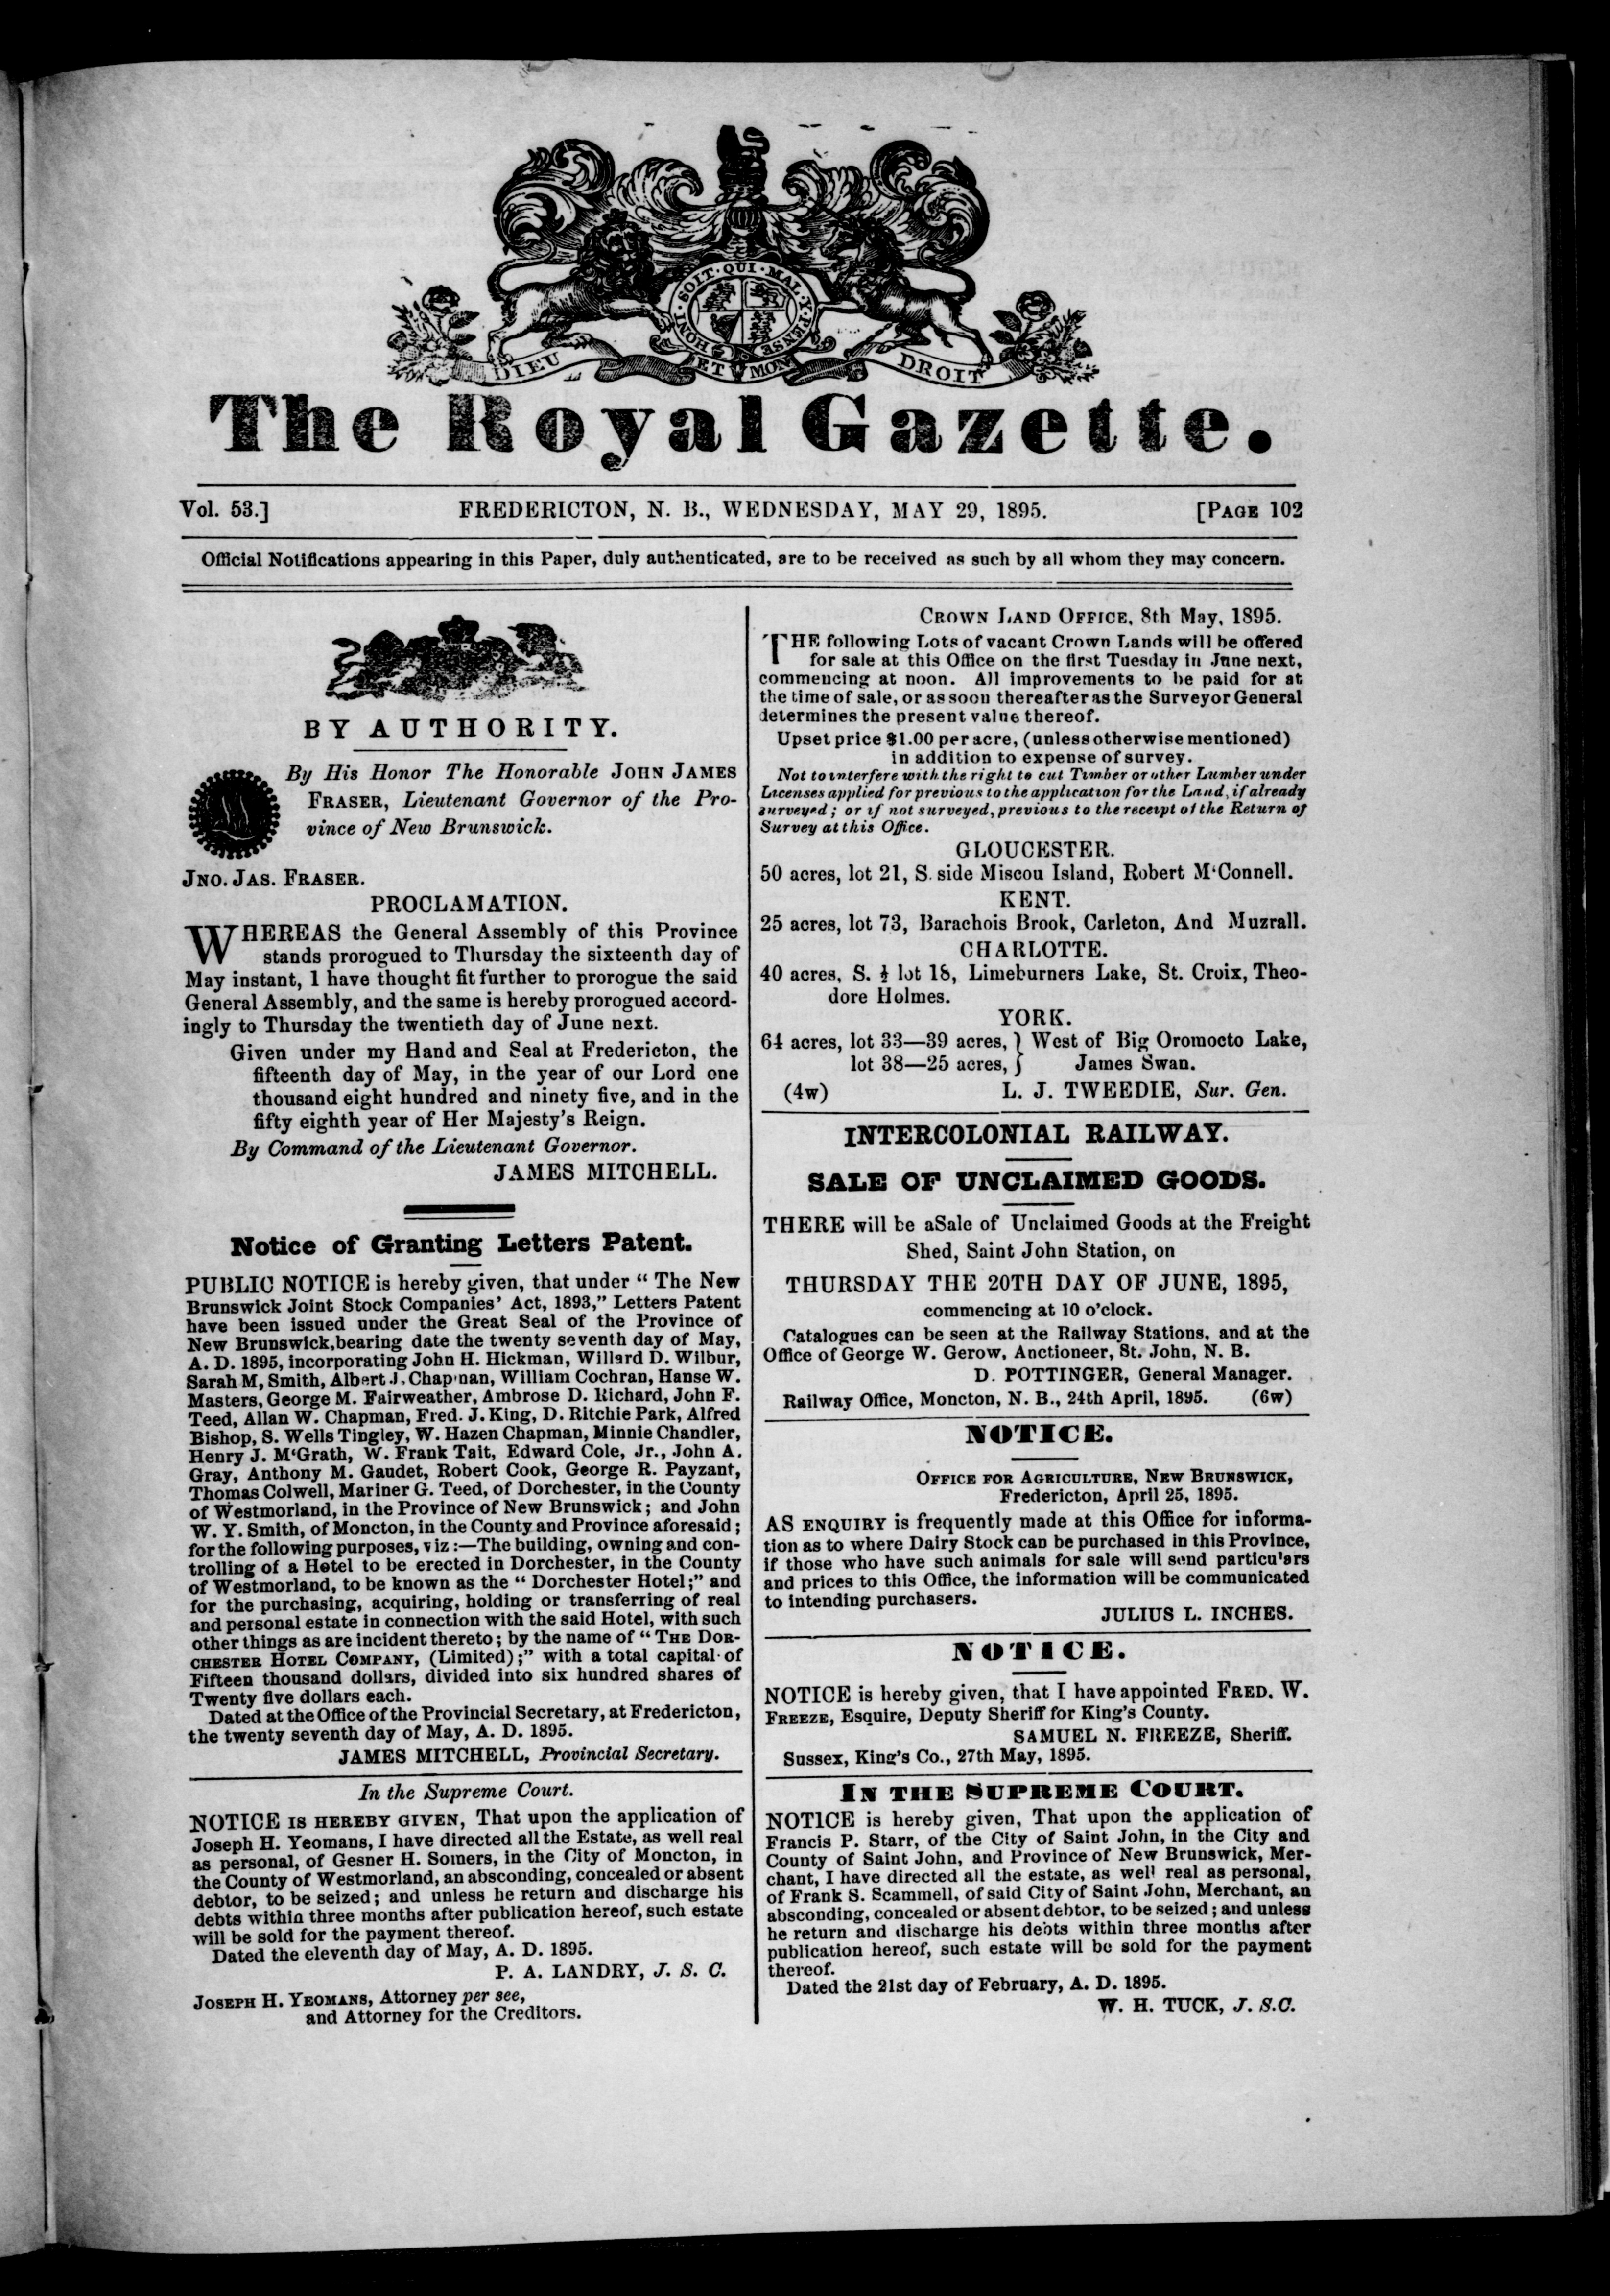 HONI·SOIT·QUI·MAL·Y·PENSE
DIEU ET MON DROIT
The Royal Gazette.
Vol. 53.] FREDERICTON, N. B., WEDNESDAY, MAY 29, 1895. [PAGE 102
Official Notifications appearing in this Paper, duly authenticated, are to be received as such by all whom they may concern.
BY AUTHORITY.
By His Honor The Honorable JOHN JAMES
FRASER, Lieutenant Governor of the Pro-
vince of New Brunswick.
JNO. JAS. FRASER.
PROCLAMATION.
WHEREAS the General Assembly of this Province
stands prorogued to Thursday the sixteenth day of
May instant, I have thought fit further to prorogue the said
General Assembly, and the same is hereby prorogued accord-
ingly to Thursday the twentieth day of June next.
Given under my Hand and Seal at Fredericton, the
fifteenth day of May, in the year of our Lord one
thousand eight hundred and ninety five, and in the
fifty eighth year of Her Majesty's Reign.
By Command of the Lieutenant Governor.
JAMES MITCHELL.
Notice of Granting Letters Patent.
PUBLIC NOTICE is hereby given, that under " The New
Brunswick Joint Stock Companies' Act, 1893," Letters Patent
have been issued under the Great Seal of the Province of
New Brunswick,bearing date the twenty seventh day of May,
A. D. 1895, incorporating John H. Hickman, Willard D. Wilbur,
Sarah M, Smith, Albert J. Chapman, William Cochran, Hanse W.
Masters, George M. Fairweather, Ambrose D. Richard, John F.
Teed, Allan W. Chapman, Fred. J. King, D. Ritchie Park, Alfred
Bishop, S. Wells Tingley, W. Hazen Chapman, Minnie Chandler,
Henry J. M'Grath, W. Frank Tait, Edward Cole, Jr., John A.
Gray, Anthony M. Gaudet, Robert Cook, George R. Payzant,
Thomas Colwell, Mariner G. Teed, of Dorchester, in the County
of Westmorland, in the Province of New Brunswick; and John
W. Y. Smith, of Moncton, in the County and Province aforesaid;
for the following purposes, viz :—The building, owning and con-
trolling of a Hotel to be erected in Dorchester, in the County
of Westmorland, to be known as the " Dorchester Hotel;" and
for the purchasing, acquiring, holding or transferring of real
and personal estate in connection with the said Hotel, with such
other things as are incident thereto; by the name of " THE DOR-
CHESTER HOTEL COMPANY, (Limited);" with a total capital of
Fifteen thousand dollars, divided into six hundred shares of
Twenty five dollars each.
Dated at the Office of the Provincial Secretary, at Fredericton,
the twenty seventh day of May, A. D. 1895.
JAMES MITCHELL, Provincial Secretary.
In the Supreme Court.
NOTICE IS HEREBY GIVEN, That upon the application of
Joseph H. Yeomans, I have directed all the Estate, as well real
as personal, of Gesner H. Somers, in the City of Moncton, in
the County of Westmorland, an absconding, concealed or absent
debtor, to be seized; and unless he return and discharge his
debts within three months after publication hereof, such estate
will be sold for the payment thereof.
Dated the eleventh day of May, A. D. 1895.
P. A. LANDRY, J. S. C.
JOSEPH H. YEOMANS, Attorney per see,
and Attorney for the Creditors.
CROWN LAND OFFICE, 8th May, 1895.
THE following Lots of vacant Crown Lands will be offered
for sale at this Office on the first Tuesday in June next,
commencing at noon. All improvements to be paid for at
the time of sale, or as soon thereafter as the Surveyor General
determines the present value thereof.
Upset price $1.00 per acre, (unless otherwise mentioned)
in addition to expense of survey.
Not to interfere with the right to cut Timber or other Lumber under
Licenses applied for previous to the application for the Land, if already
surveyed; or if not surveyed, previous to the receipt of the Return of
Survey at this Office.
GLOUCESTER.
50 acres, lot 21, S. side Miscou Island, Robert M'Connell.
KENT.
25 acres, lot 73, Barachois Brook, Carleton, And Muzrall.
CHARLOTTE.
40 acres, S. ½ lot 18, Limeburners Lake, St. Croix, Theo-
dore Holmes.
YORK.
64 acres, lot 33—39 acres, } West of Big Oromocto Lake,
lot 38—25 acres, } James Swan.
(4w) L. J. TWEEDIE, Sur. Gen.
INTERCOLONIAL RAILWAY.
SALE OF UNCLAIMED GOODS.
THERE will be aSale of Unclaimed Goods at the Freight
Shed, Saint John Station, on
THURSDAY THE 20TH DAY OF JUNE, 1895,
commencing at 10 o'clock.
Catalogues can be seen at the Railway Stations, and at the
Office of George W. Gerow, Anctioneer, St. John, N. B.
D. POTTINGER, General Manager.
Railway Office, Moncton, N. B., 24th April, 1895. (6w)
NOTICE.
OFFICE FOR AGRICULTURE, NEW BRUNSWICK,
Fredericton, April 25, 1895.
AS ENQUIRY is frequently made at this Office for informa-
tion as to where Dairy Stock can be purchased in this Province,
if those who have such animals for sale will send particulars
and prices to this Office, the information will be communicated
to intending purchasers.
JULIUS L. INCHES.
NOTICE.
NOTICE is hereby given, that I have appointed FRED. W.
FREEZE, Esquire, Deputy Sheriff for King's County.
SAMUEL N. FREEZE, Sheriff.
Sussex, King's Co., 27th May, 1895.
IN THE SUPREME COURT.
NOTICE is hereby given, That upon the application of
Francis P. Starr, of the City of Saint John, in the City and
County of Saint John, and Province of New Brunswick, Mer-
chant, I have directed all the estate, as well real as personal,
of Frank S. Scammell, of said City of Saint John, Merchant, an
absconding, concealed or absent debtor, to be seized; and unless
he return and discharge his debts within three months after
publication hereof, such estate will be sold for the payment
thereof.
Dated the 21st day of February, A. D. 1895.
W. H. TUCK, J. S.C.